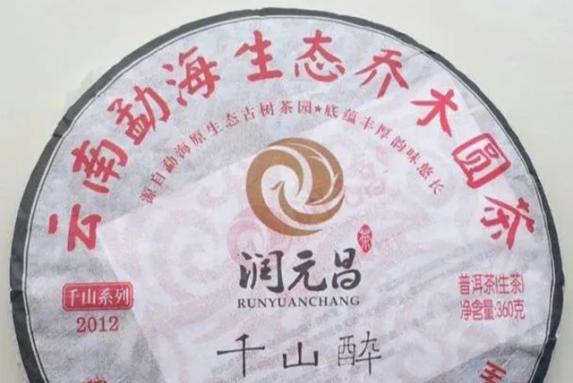 云南勐海生态乔木圆茶
源自勐海原生态古树茶园★底蕴丰厚韵味悠长
润元昌
茶
RUNYUANCHANG
千山系列
2012
普洱茶(生茶)
净含量:360克
千山醉